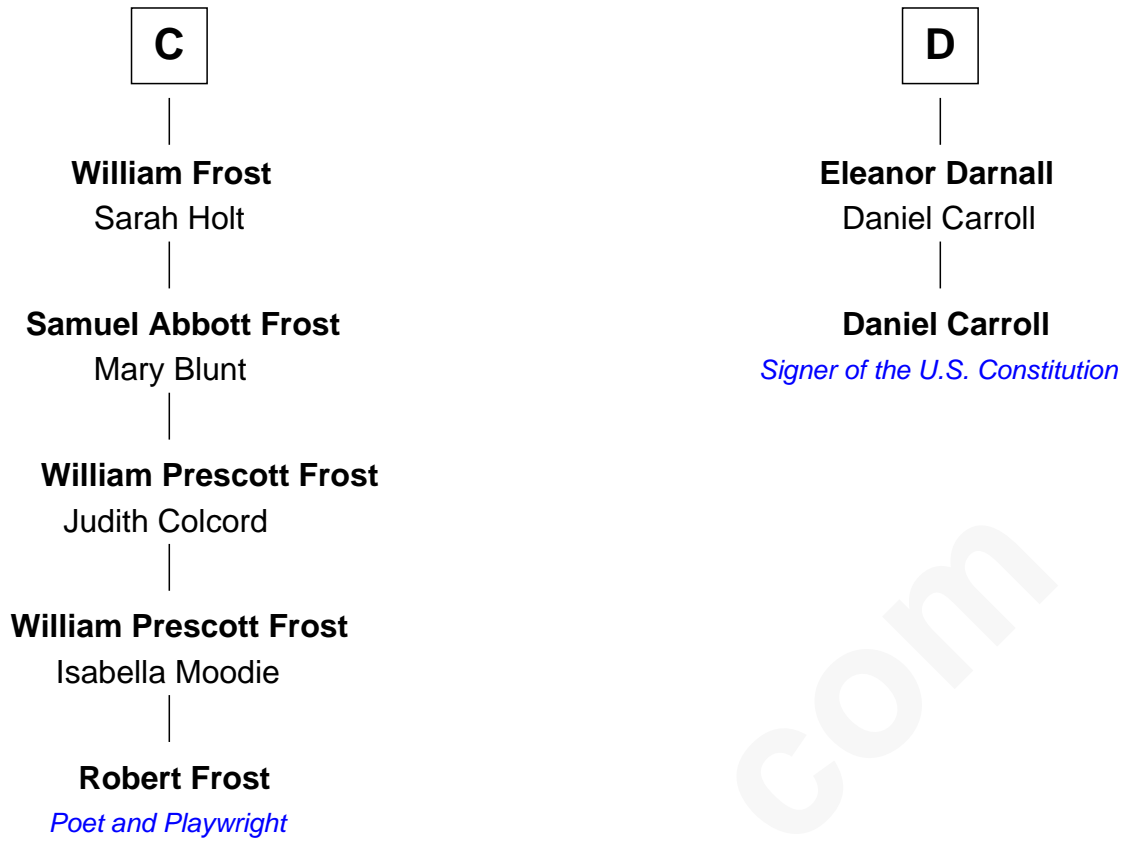 C
William Frost
Sarah Holt
Samuel Abbott Frost
Mary Blunt
William Prescott Frost
Judith Colcord
William Prescott Frost
Isabella Moodie
Robert Frost
Poet and Playwright
D
Eleanor Darnall
Daniel Carroll
Daniel Carroll
Signer of the U.S. Constitution
com